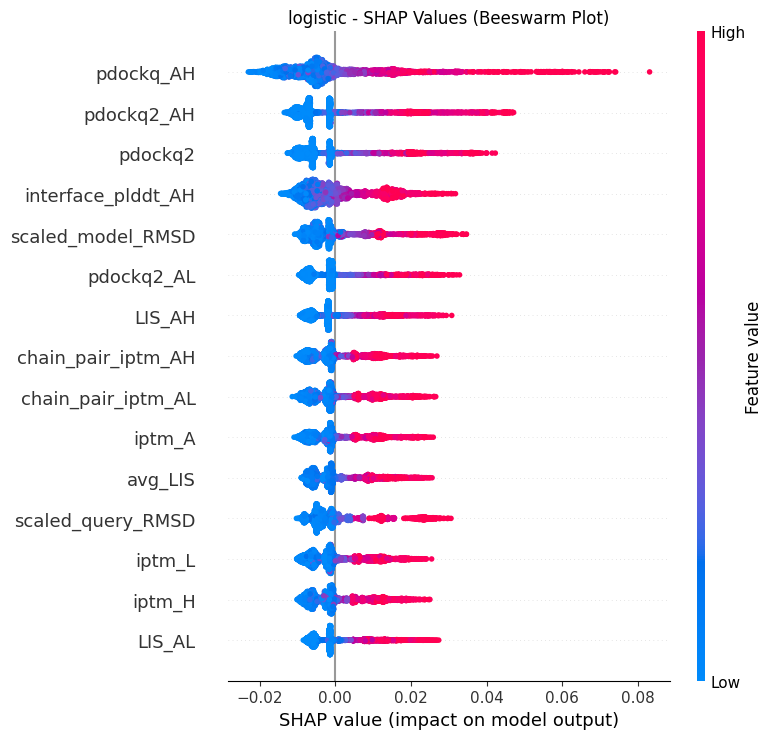 logistic - SHAP Values (Beeswarm Plot)
High
pdockq_AH
pdockq2_AH
pdockq2
interface_plddt_AH
scaled_model_RMSD
pdockq2_AL
LIS_AH
chain_pair_iptm_AH
chain_pair_iptm_AL
iptm_A
avg_LIS
scaled_query_RMSD
iptm_L
iptm_H
LIS_AL
Feature value
Low
−0.02 0.00 0.02 0.04 0.06 0.08
SHAP value (impact on model output)